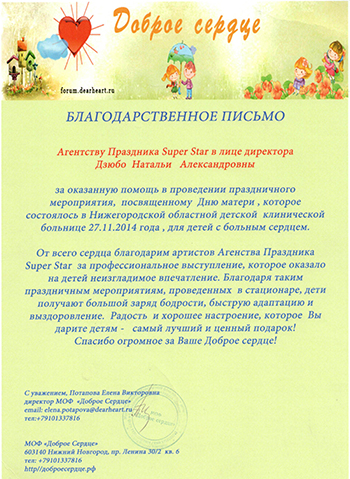 Доброе сердце
forum.dearheart.ru
БЛАГОДАРСТВЕННОЕ ПИСЬМО
Агентству Праздника Super Star в лице директора
Дзюбо Натальи Александровны
за оказанную помощь в проведении праздничного
мероприятия, посвященному Дню матери , которое
состоялось в Нижегородской областной детской клинической
больнице 27.11.2014 года , для детей с больным сердцем.
От всего сердца благодарим артистов Агенства Праздника
Super Star за профессиональное выступление, которое оказало
на детей неизгладимое впечатление. Благодаря таким
праздничным мероприятиям, проведенных в стационаре, дети
получают большой заряд бодрости, быструю адаптацию и
выздоровление. Радость и хорошее настроение, которое Вы
дарите детям - самый лучший и ценный подарок!
Спасибо огромное за Ваше Доброе сердце!
С уважением, Потапова Елена Викторовна
директор МОФ «Доброе Сердце»
email: elena.potapova@dearheart.ru
тел:+79101337816
МОФ «Доброе Сердце»
603140 Нижний Новгород, пр. Ленина 30/2 кв. 6
тел: +79101337816
http//доброесердце.рф